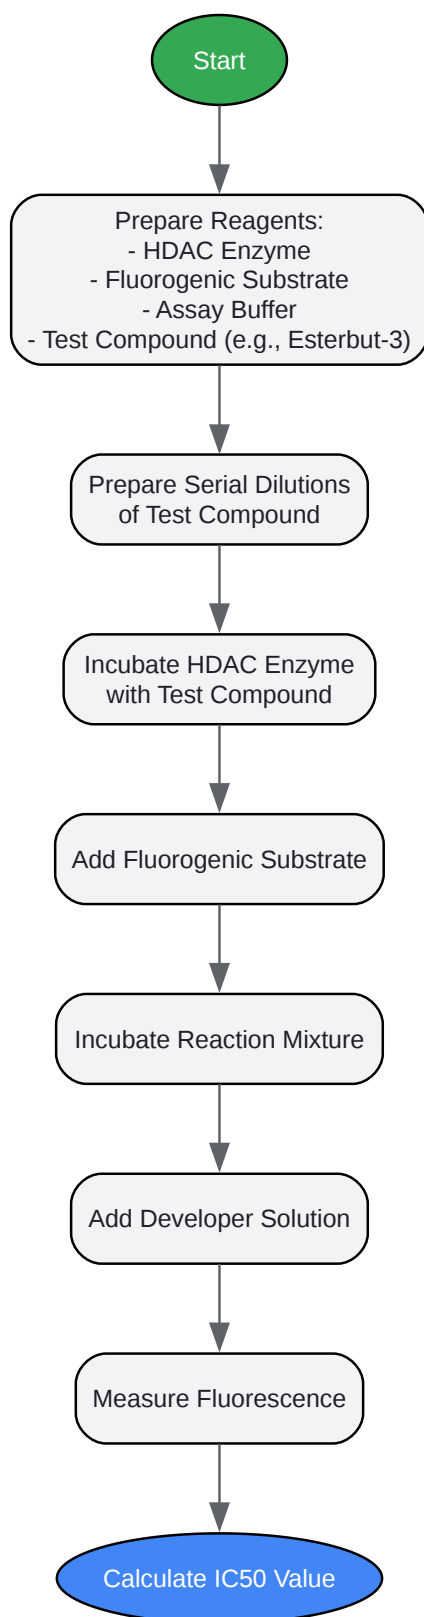 Start
Prepare Reagents:
- HDAC Enzyme
- Fluorogenic Substrate
- Assay Buffer
- Test Compound (e.g., Esterbut-3)
Prepare Serial Dilutions
of Test Compound
Incubate HDAC Enzyme
with Test Compound
Add Fluorogenic Substrate
Incubate Reaction Mixture
Add Developer Solution
Measure Fluorescence
Calculate IC50 Value